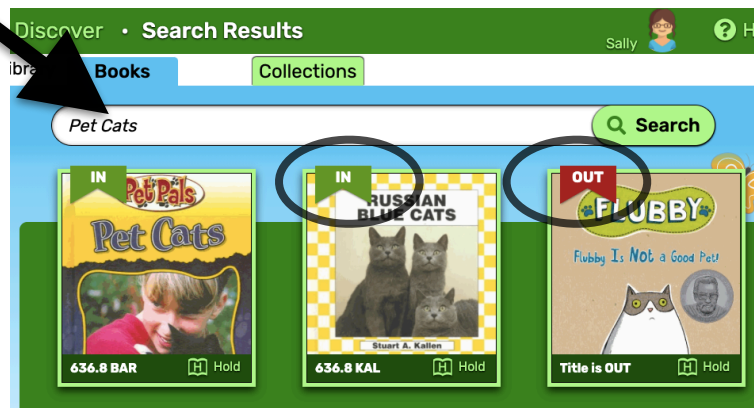 Discover • Search Results
Sally
Books
Collections
Pet Cats
Search
IN
Pet Pals
Pet Cats
636.8 BAR
Hold
IN
RUSSIAN
BLUE CATS
Stuart A. Kallen
636.8 KAL
Hold
OUT
FLUBBY
Flubby Is Not a Good Pet!
Title is OUT
Hold